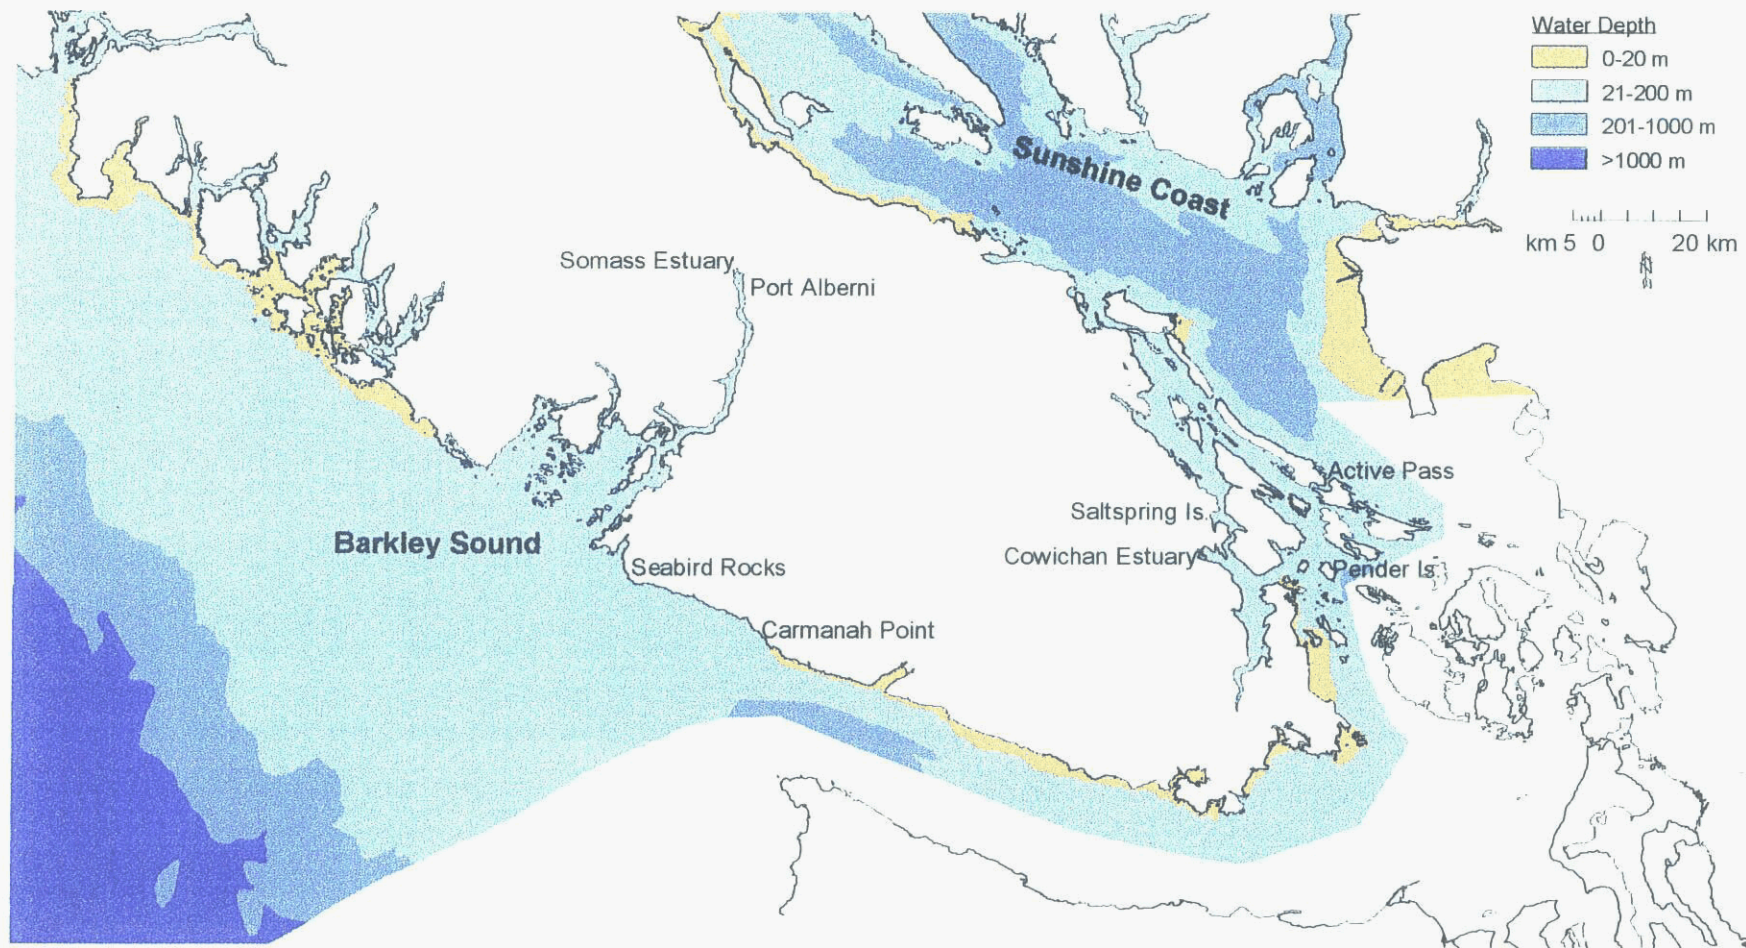 Water Depth
0-20 m
21-200 m
201-1000 m
>1000 m
km 5 0 20 km
N
Sunshine Coast
Somass Estuary
Port Alberni
Active Pass
Saltspring Is.
Barkley Sound
Cowichan Estuary
Seabird Rocks
Pender Is.
Carmanah Point